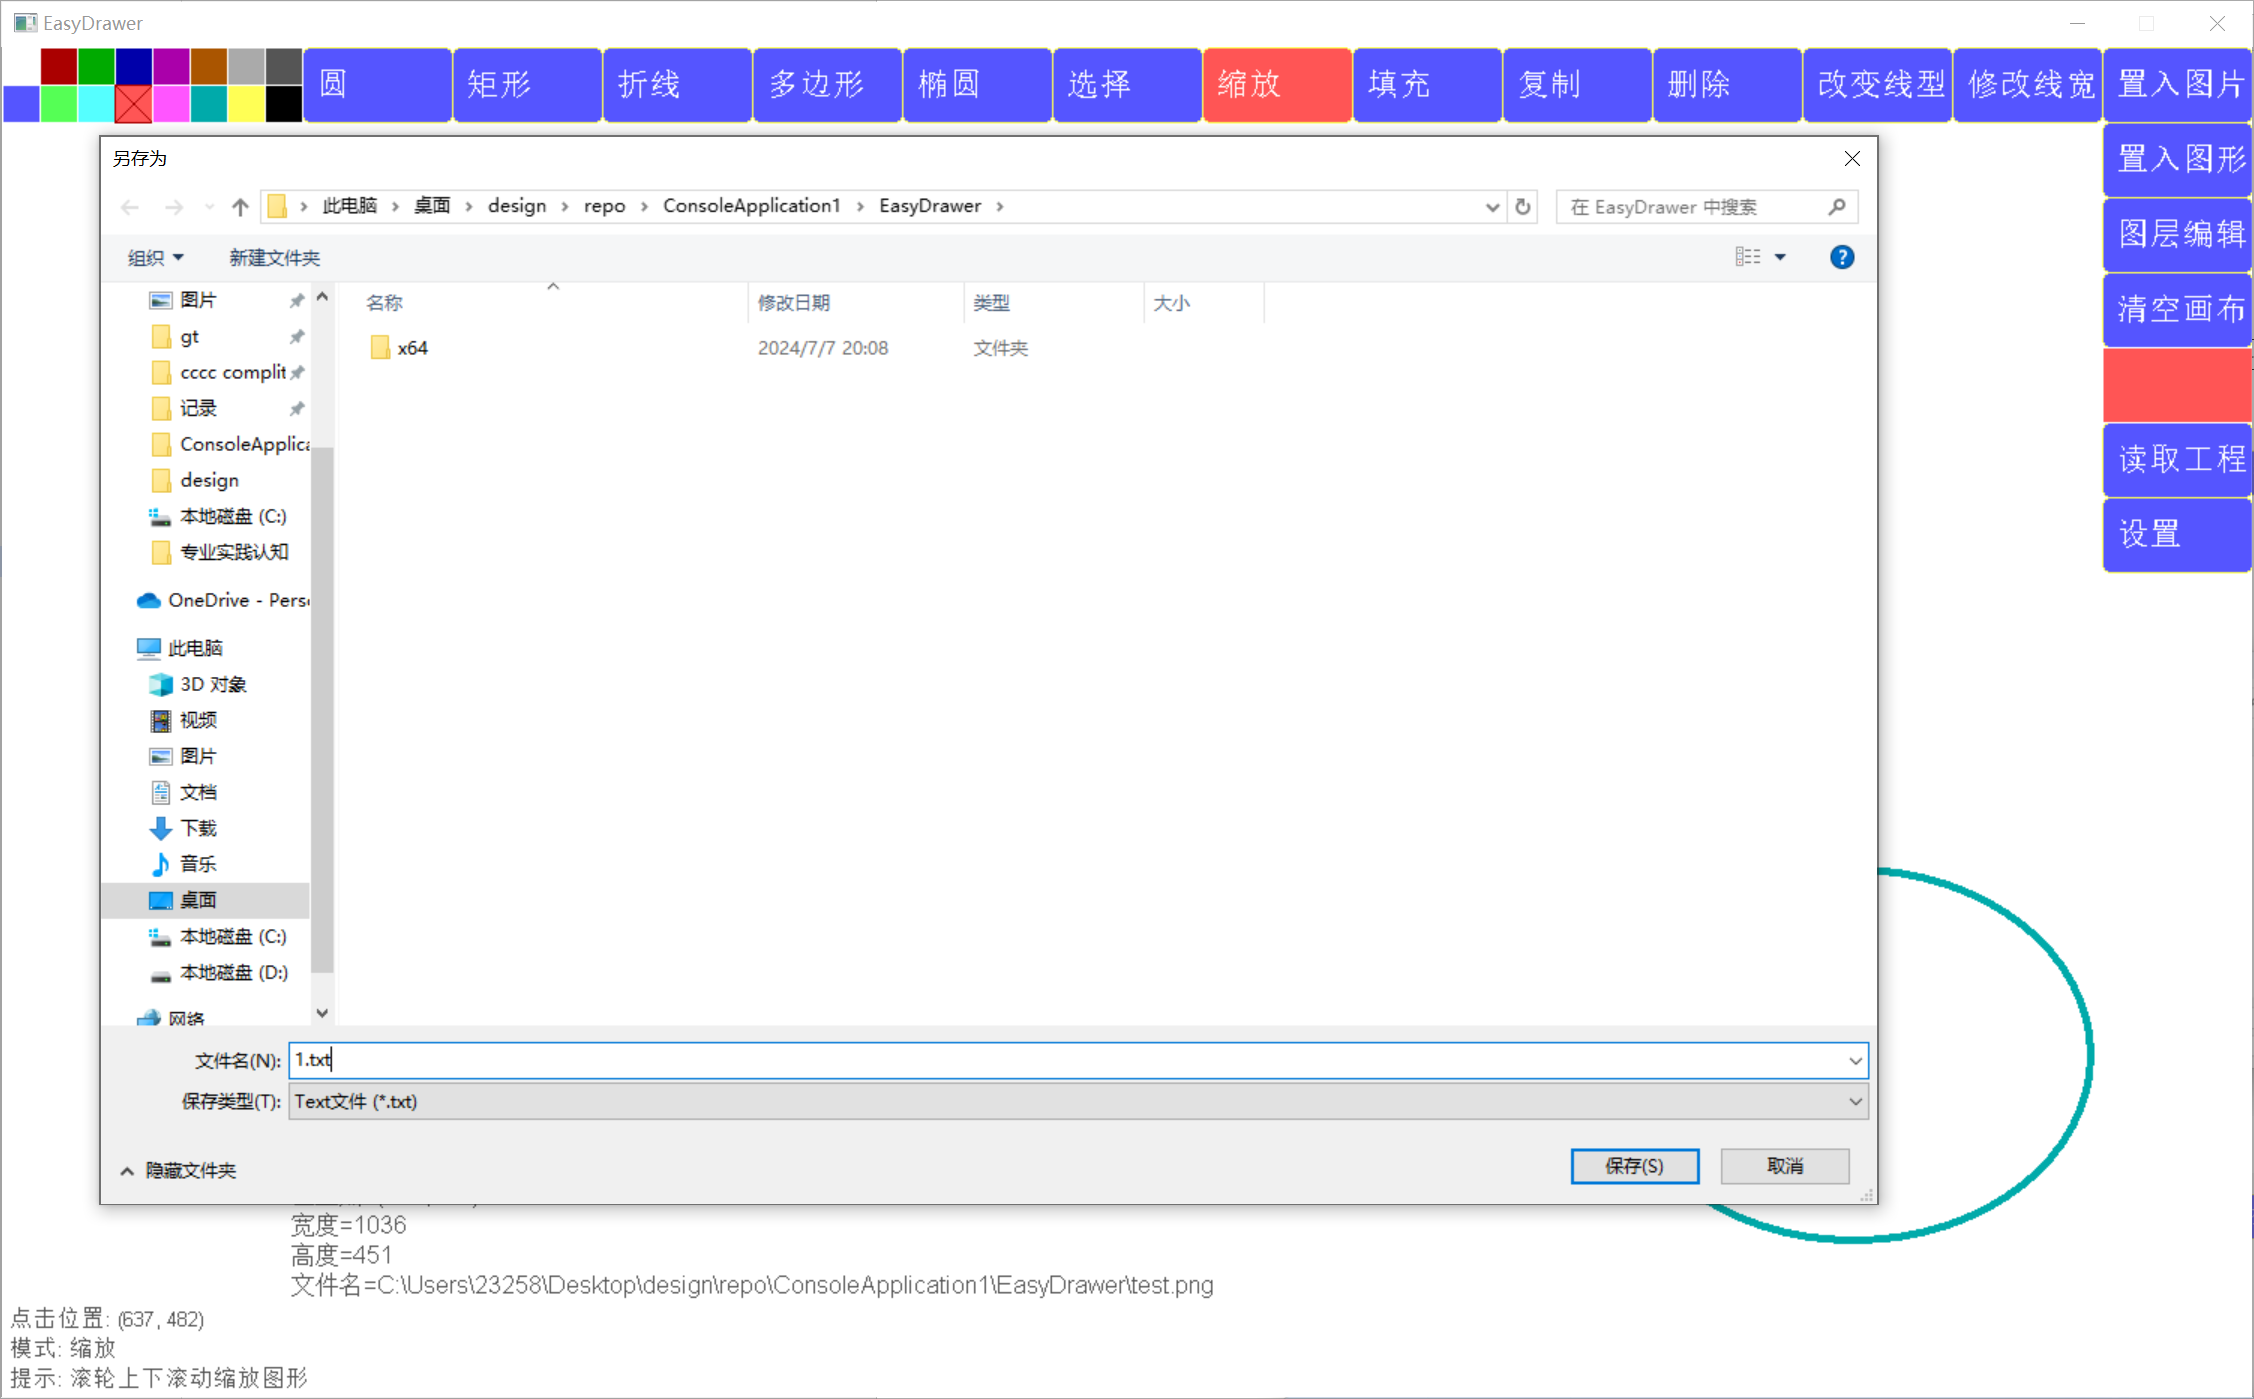 EasyDrawer
圆
矩形
折线
多边形
椭圆
选择
缩放
填充
复制
删除
改变线型
修改线宽
置入图片
置入图形
图层编辑
清空画布
读取工程
设置
另存为
此电脑 › 桌面 › design › repo › ConsoleApplication1 › EasyDrawer ›
在 EasyDrawer 中搜索
组织
新建文件夹
图片
gt
cccc complit
记录
ConsoleApplica
design
本地磁盘 (C:)
专业实践认知
OneDrive - Pers
此电脑
3D 对象
视频
图片
文档
下载
音乐
桌面
本地磁盘 (C:)
本地磁盘 (D:)
网络
名称 修改日期 类型 大小
x64 2024/7/7 20:08 文件夹
文件名(N): 1.txt
保存类型(T): Text文件 (*.txt)
隐藏文件夹
保存(S)
取消
宽度=1036
高度=451
文件名=C:\Users\23258\Desktop\design\repo\ConsoleApplication1\EasyDrawer\test.png
点击位置: (637, 482)
模式: 缩放
提示: 滚轮上下滚动缩放图形